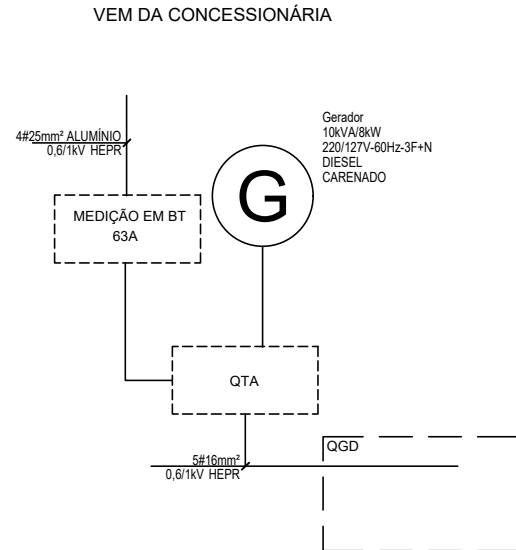 VEM DA CONCESSIONÁRIA
4#25mm² ALUMÍNIO
0,6/1kV HEPR
Gerador
10kVA/8kW
220/127V-60Hz-3F+N
DIESEL
CARENADO
G
MEDIÇÃO EM BT
63A
QTA
QGD
5#16mm²
0,6/1kV HEPR